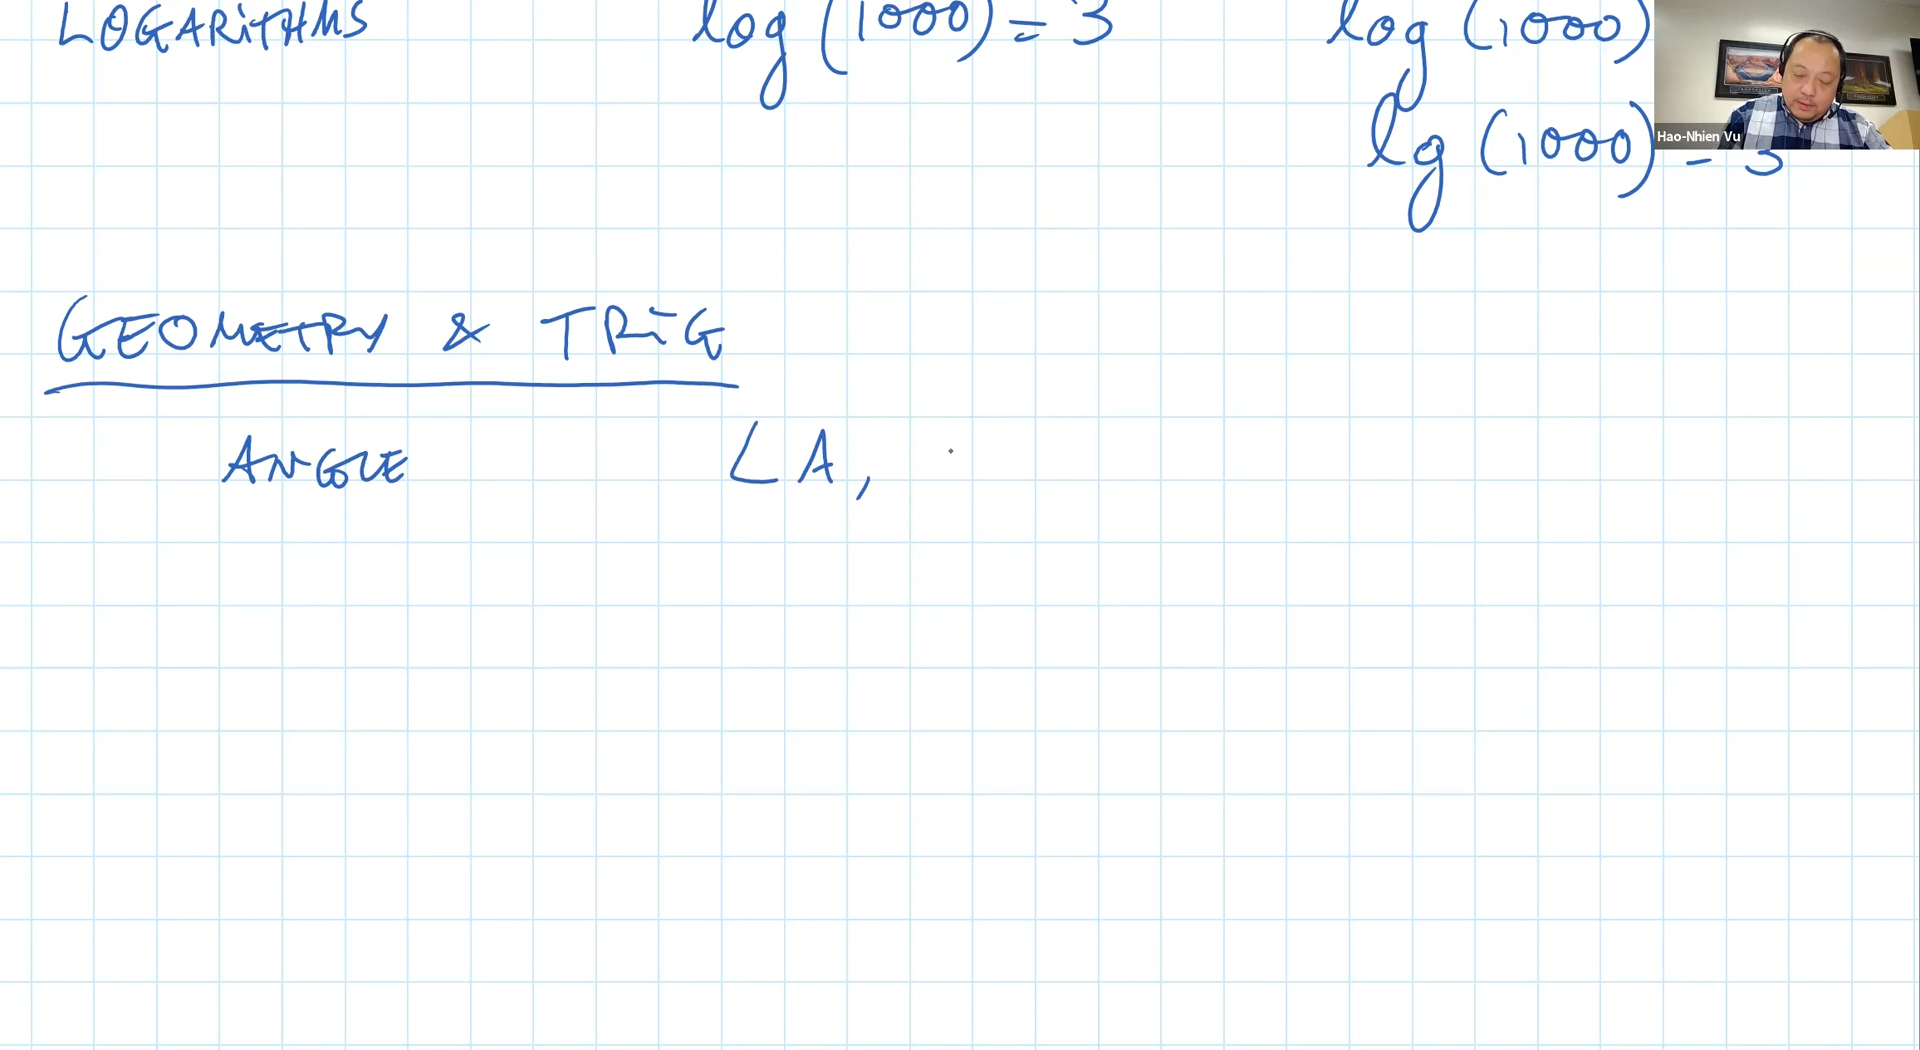 LOGARiTHMS log (1000) = 3 log (1000)
lg (1000) = 3
Hao-Nhien Vu
GEOMETRY & TRiG
ANGLE ∠A,